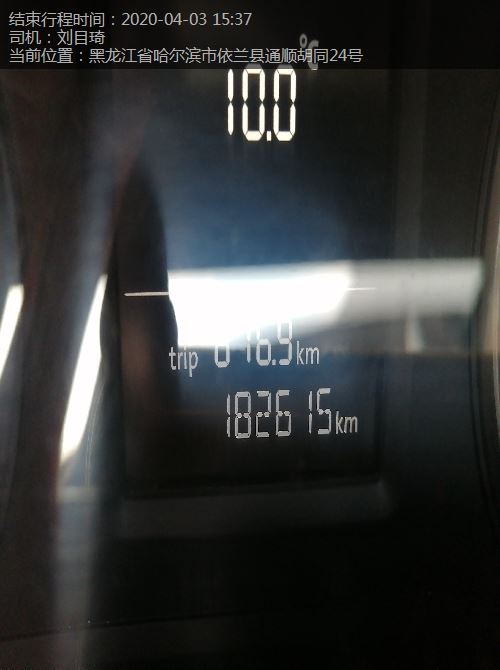 结束行程时间：2020-04-03 15:37
司机：刘目琦
当前位置：黑龙江省哈尔滨市依兰县通顺胡同24号
°C
10.0
trip km
182615km